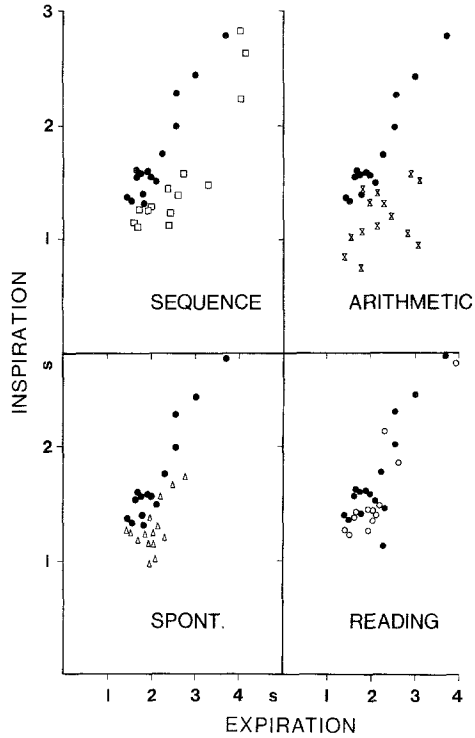 3
2
1
SEQUENCE
ARITHMETIC
INSPIRATION
s
2
1
SPONT.
READING
1 2 3 4 s 1 2 3 4
EXPIRATION